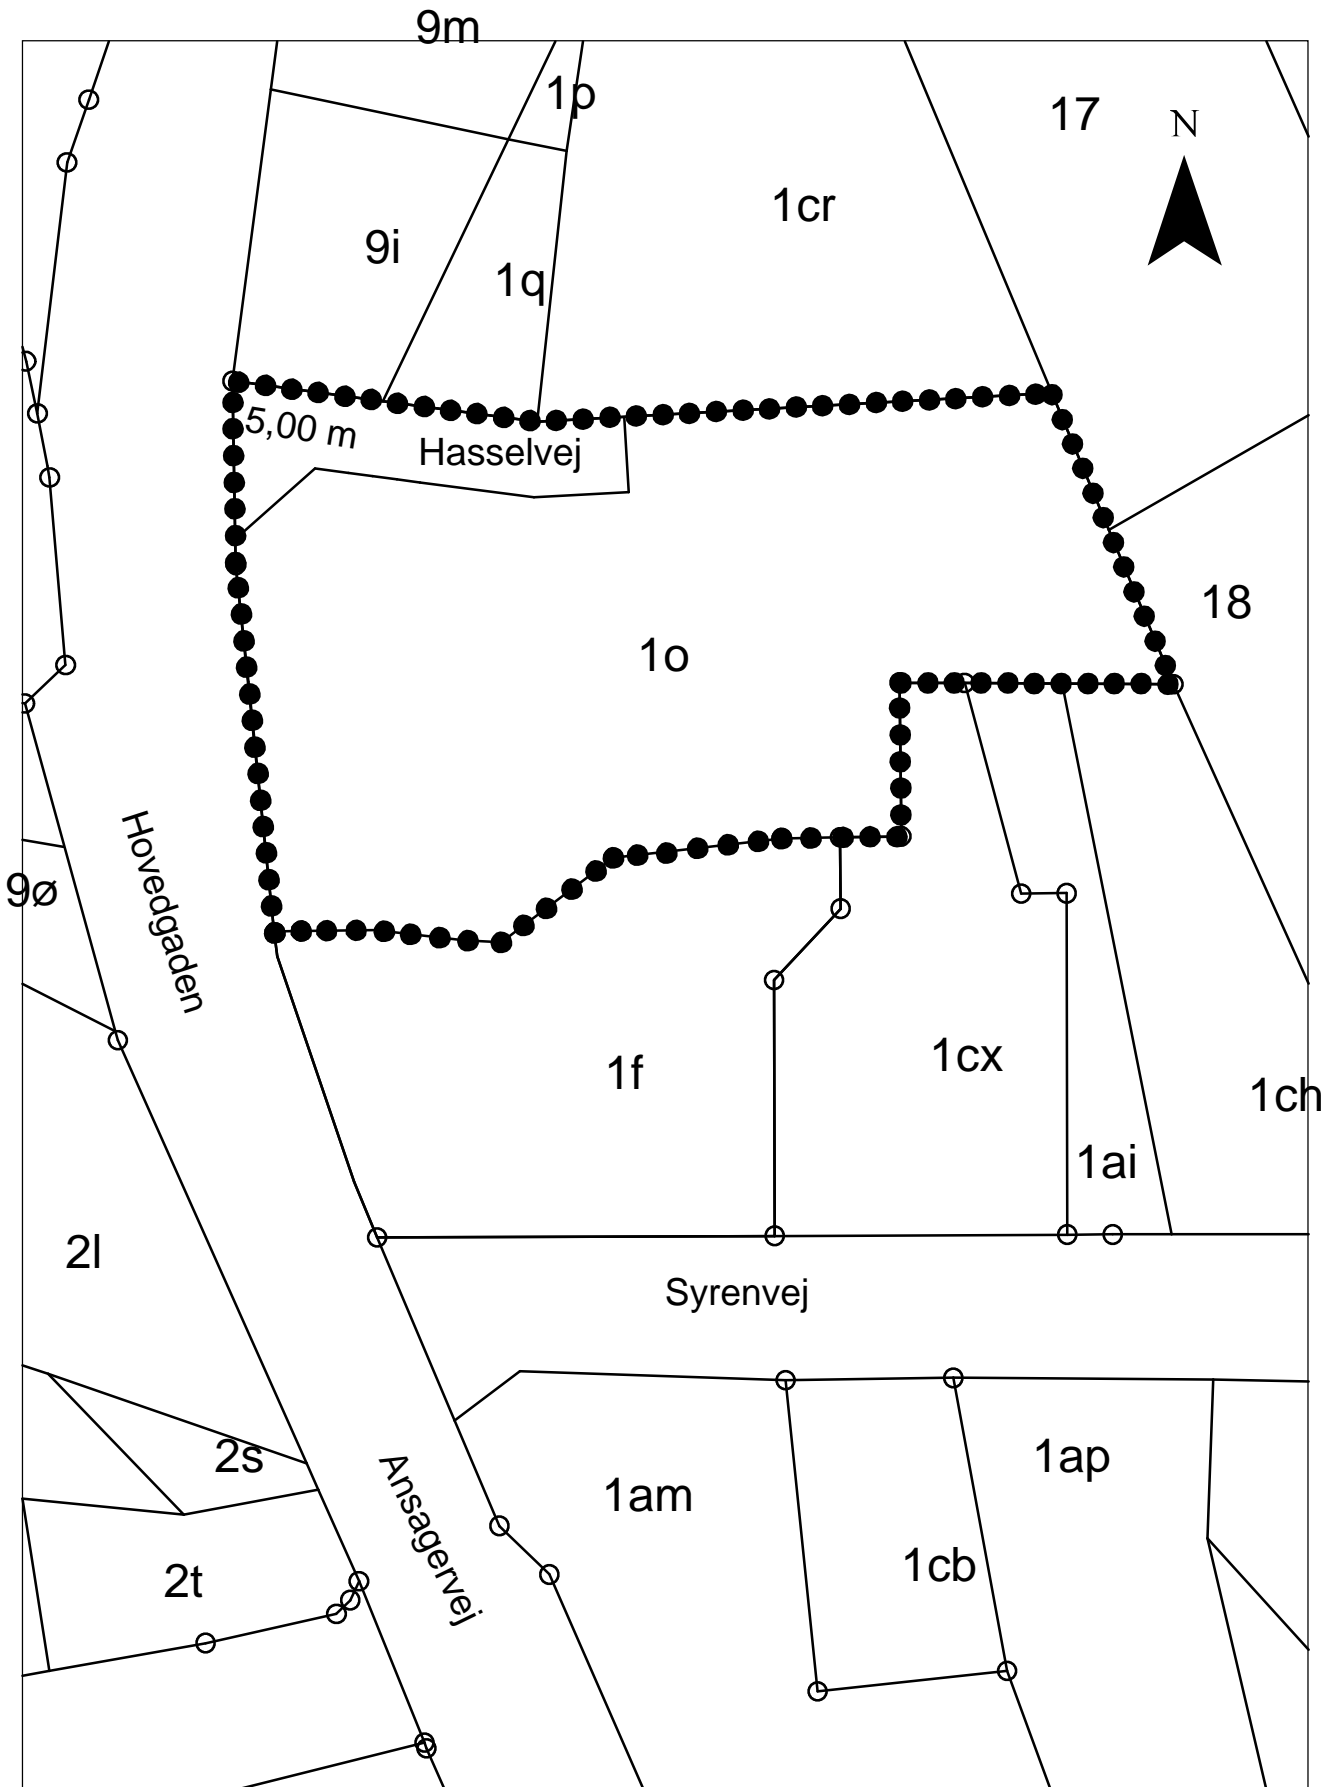 9m
1p
17
N
1cr
9i
1q
5,00 m
Hasselvej
18
1o
Hovedgaden
9ø
1f
1cx
1ch
1ai
2l
Syrenvej
2s
1ap
Ansagervej
1am
1cb
2t